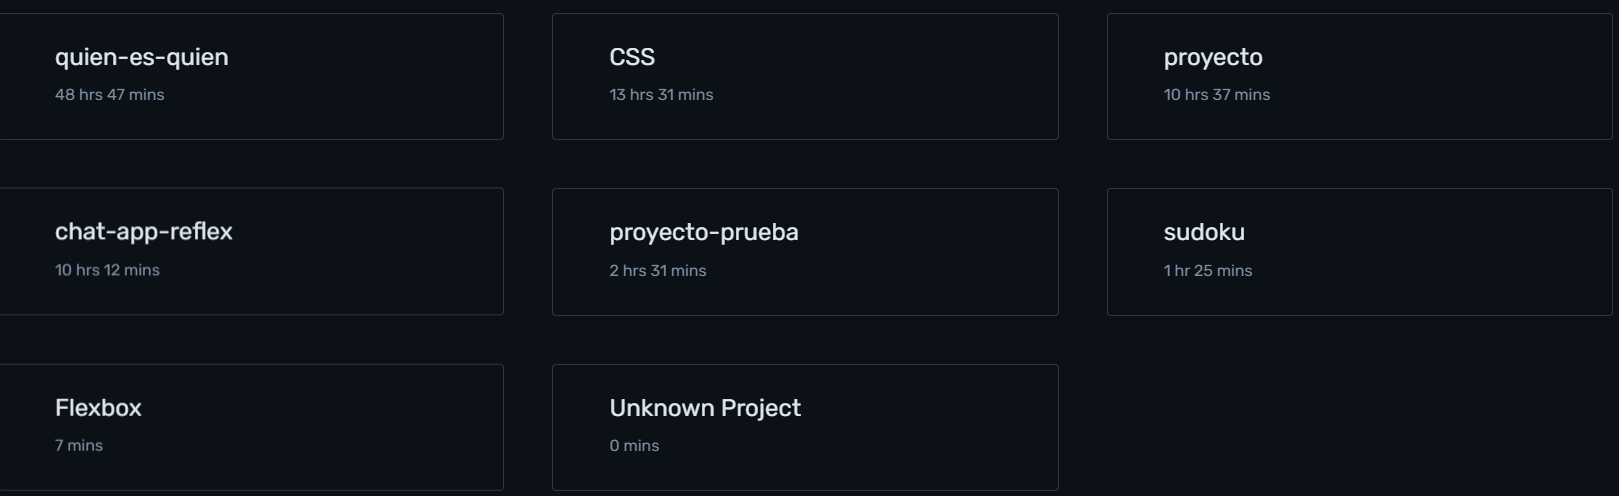 quien-es-quien
48 hrs 47 mins
CSS
13 hrs 31 mins
proyecto
10 hrs 37 mins
chat-app-reflex
10 hrs 12 mins
proyecto-prueba
2 hrs 31 mins
sudoku
1 hr 25 mins
Flexbox
7 mins
Unknown Project
0 mins